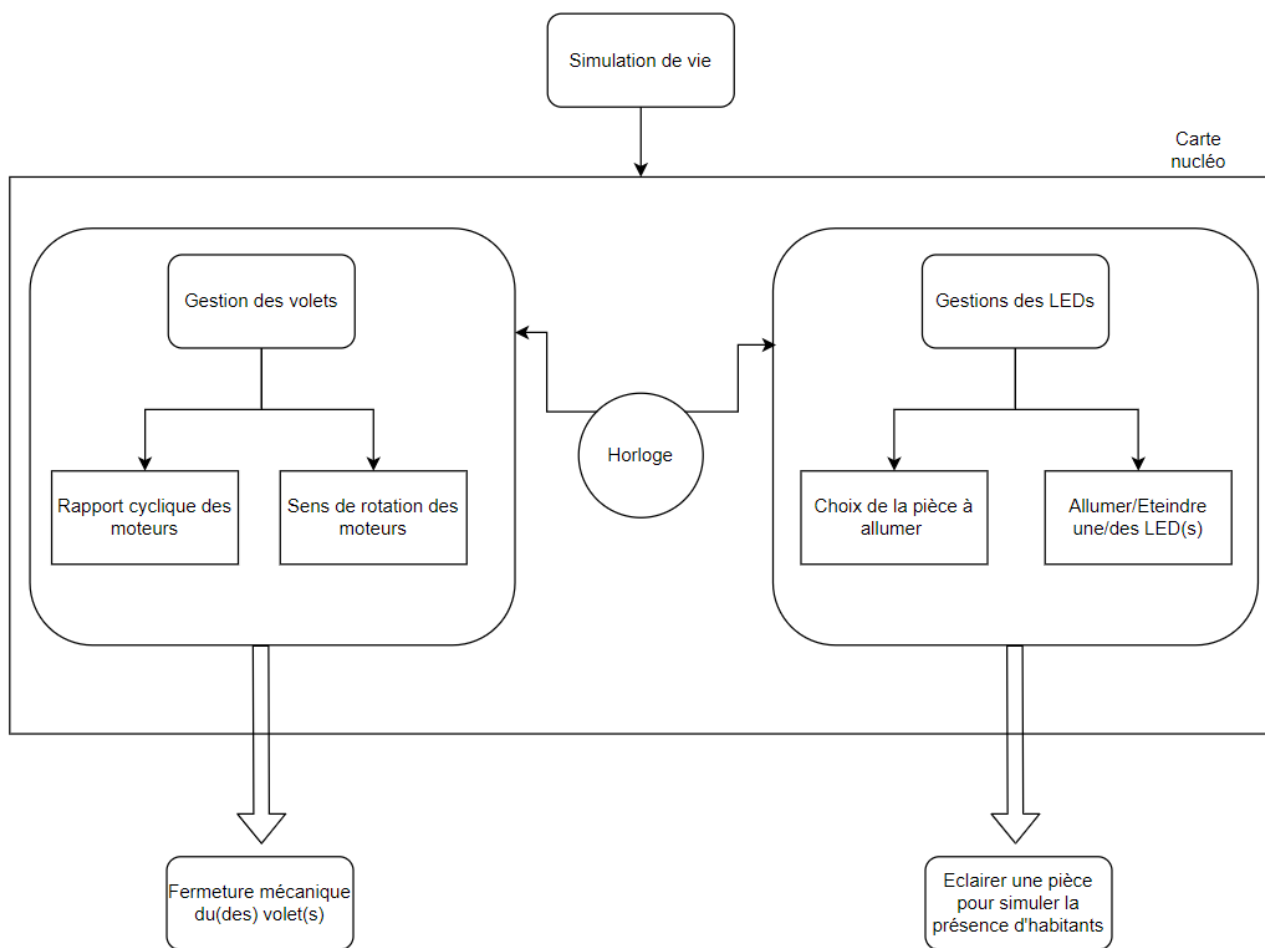 Simulation de vie
Carte
nucléo
Gestion des volets
Gestions des LEDs
Horloge
Rapport cyclique des
moteurs
Sens de rotation des
moteurs
Choix de la pièce à
allumer
Allumer/Eteindre
une/des LED(s)
Fermeture mécanique
du(des) volet(s)
Eclairer une pièce
pour simuler la
présence d'habitants